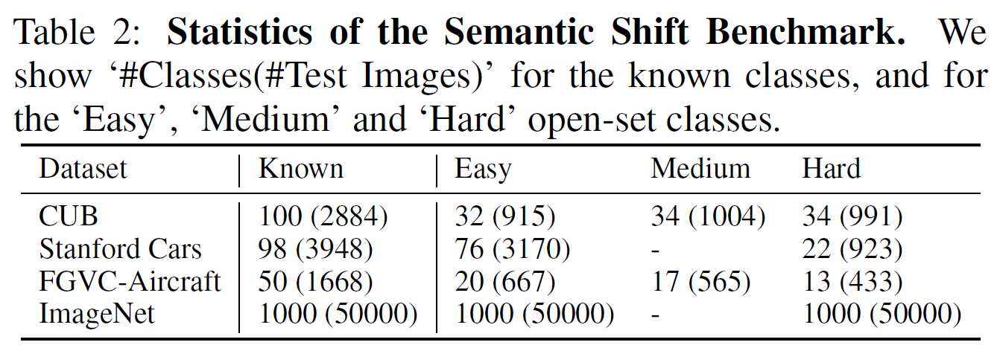 Table 2: Statistics of the Semantic Shift Benchmark. We
show ‘#Classes(#Test Images)’ for the known classes, and for
the ‘Easy’, ‘Medium’ and ‘Hard’ open-set classes.
Dataset Known Easy Medium Hard
CUB 100 (2884) 32 (915) 34 (1004) 34 (991)
Stanford Cars 98 (3948) 76 (3170) - 22 (923)
FGVC-Aircraft 50 (1668) 20 (667) 17 (565) 13 (433)
ImageNet 1000 (50000) 1000 (50000) - 1000 (50000)